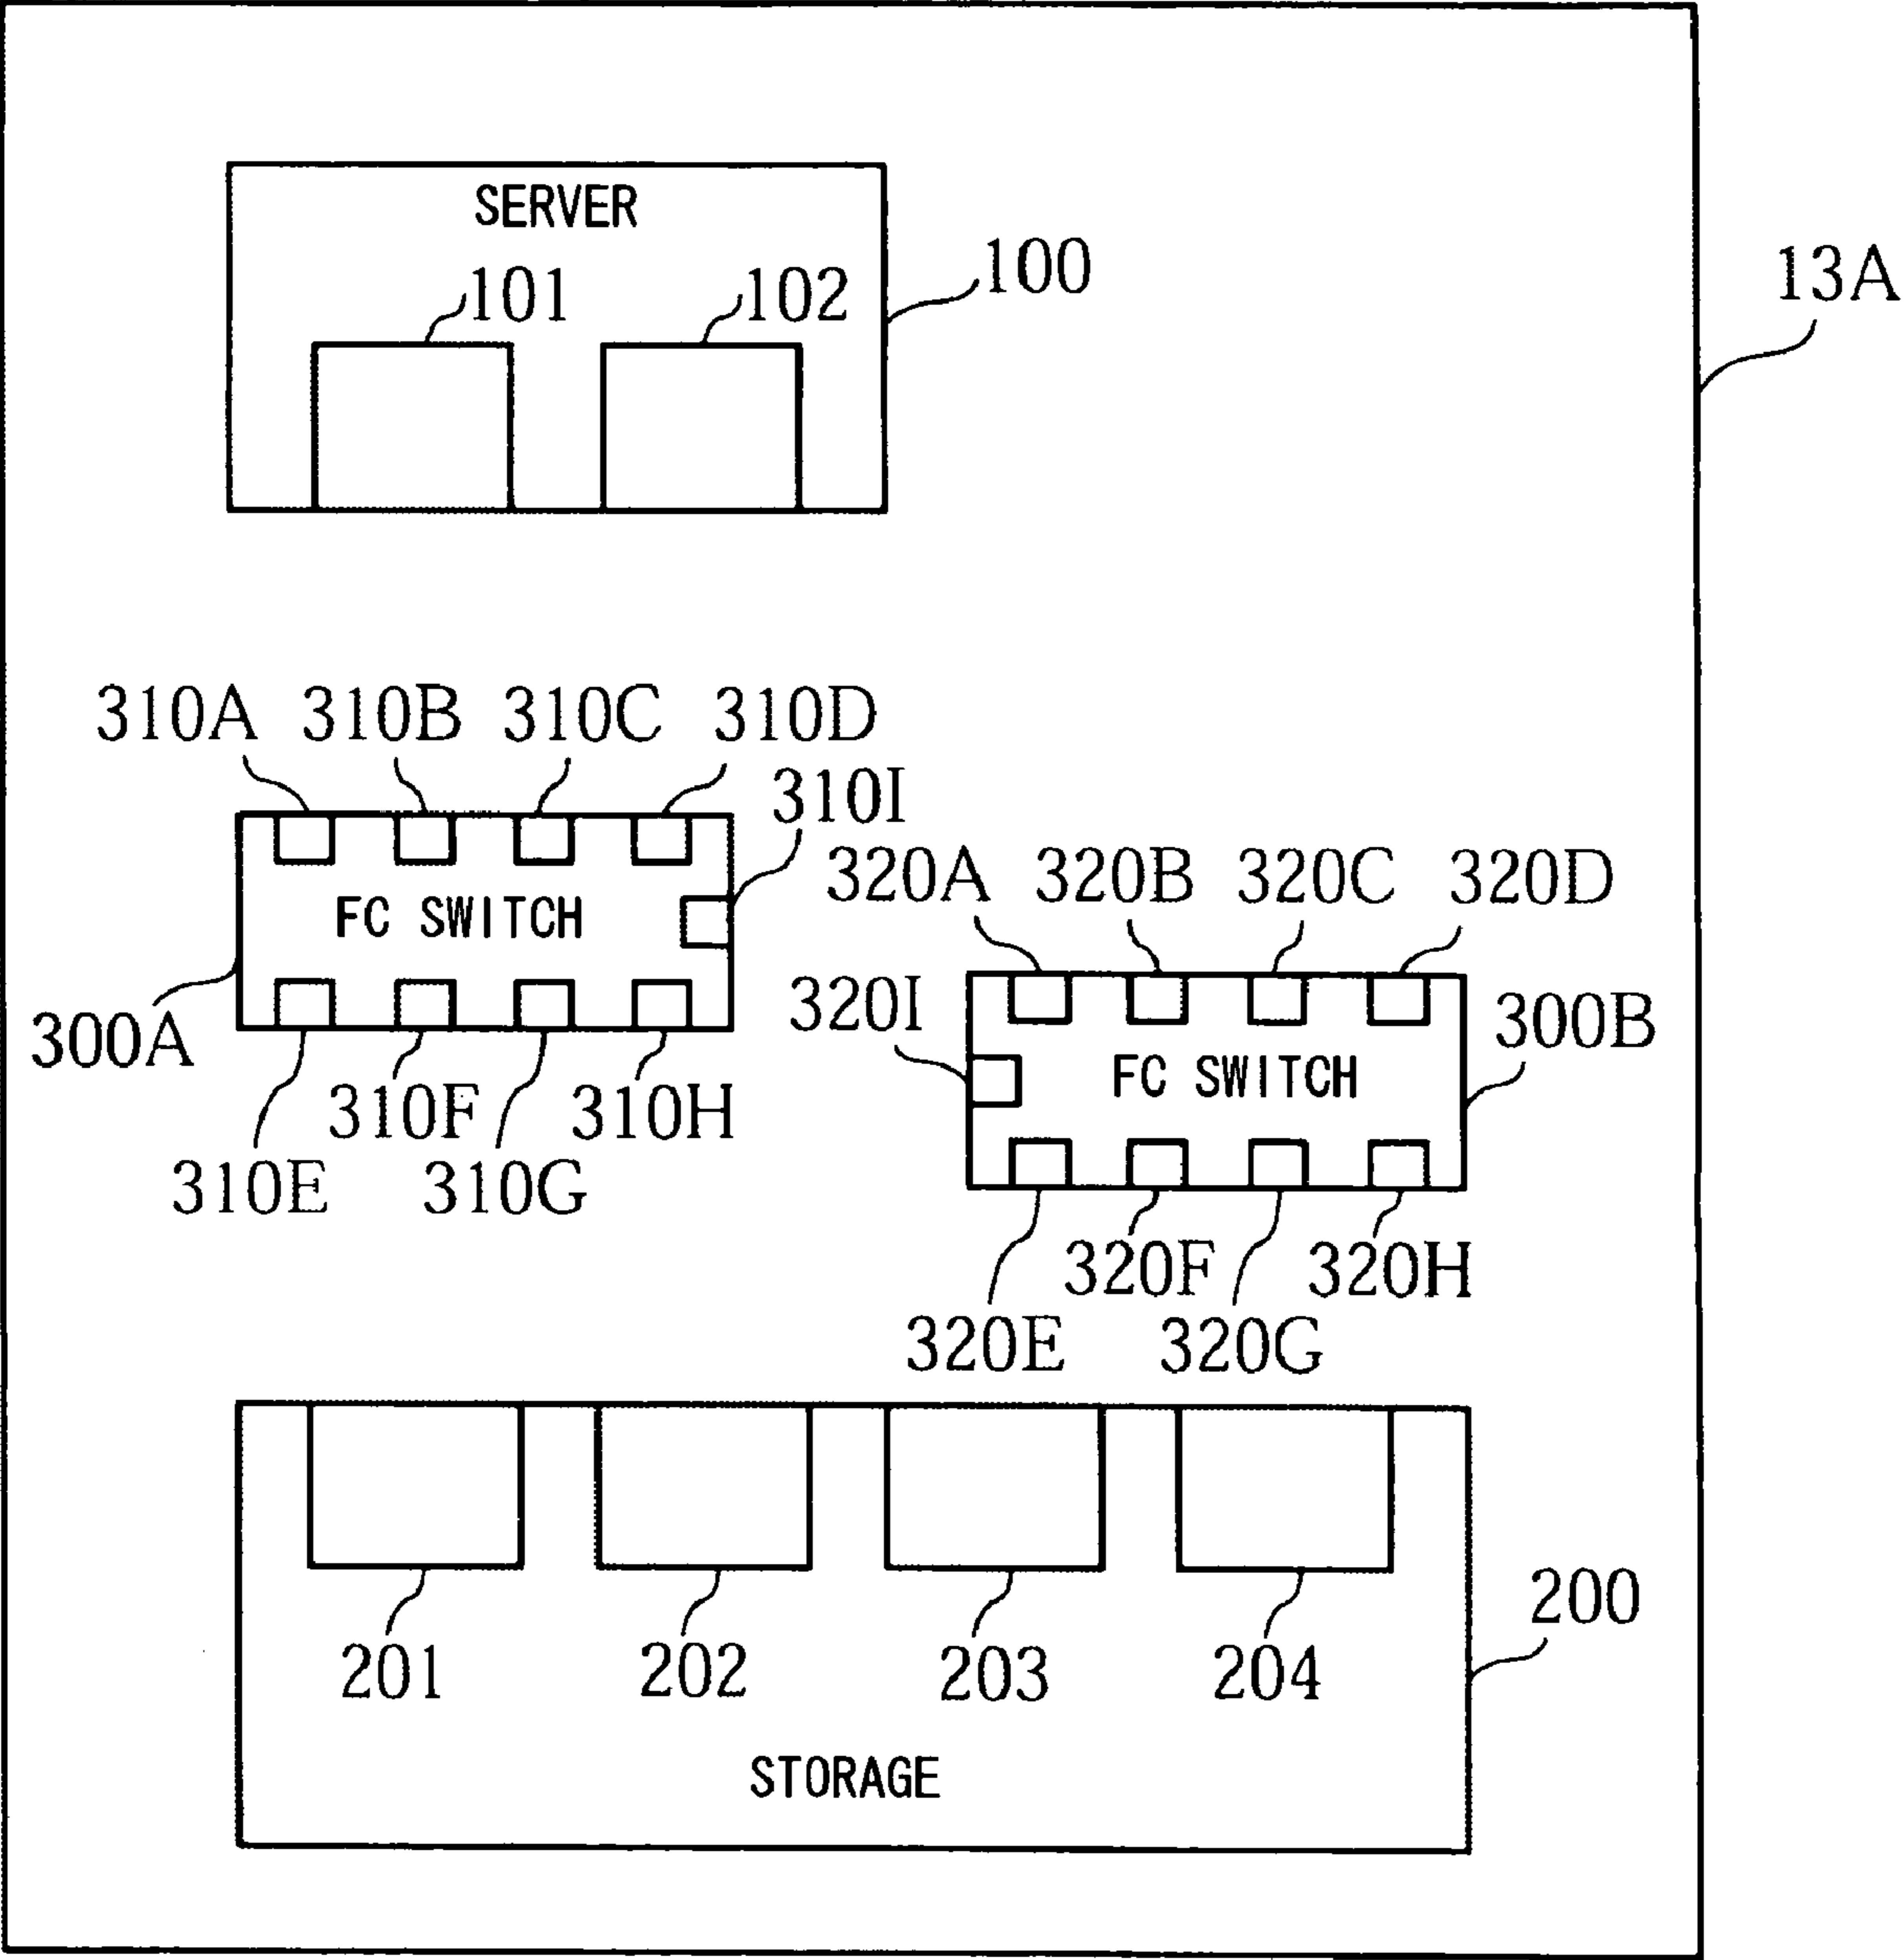 SERVER
101
102
100
13A
310A 310B 310C 310D
310I
320A 320B 320C 320D
FC SWITCH
320I
300B
300A
FC SWITCH
310F
310H
310E
310G
320F
320H
320E
320G
201
202
203
204
200
STORAGE